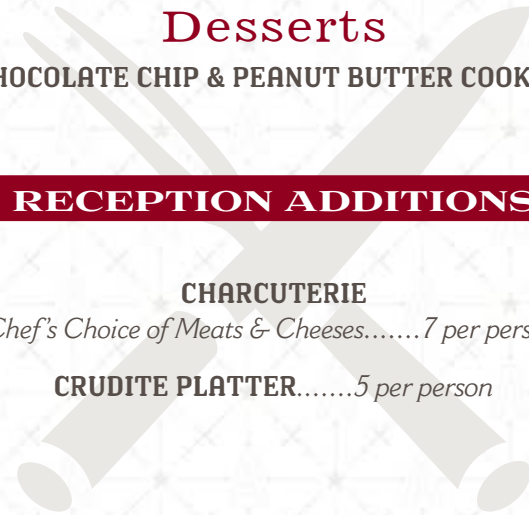 Desserts
HOCOLATE CHIP & PEANUT BUTTER COOK
RECEPTION ADDITIONS
CHARCUTERIE
Chef's Choice of Meats & Cheeses.......7 per pers
CRUDITE PLATTER.......5 per person